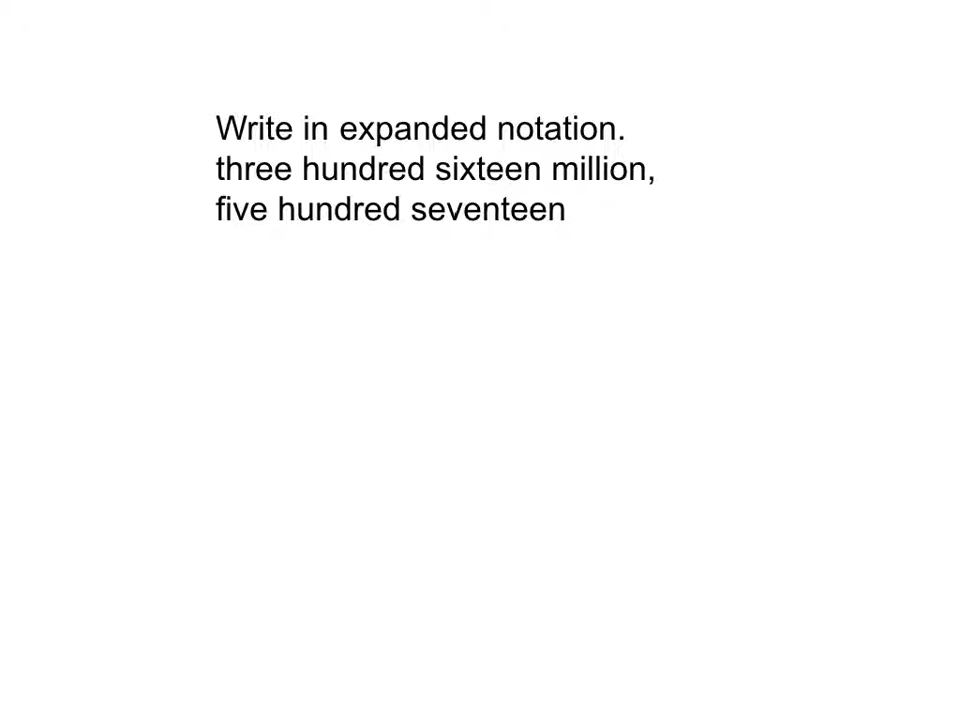 Write in expanded notation.
three hundred sixteen million,
five hundred seventeen